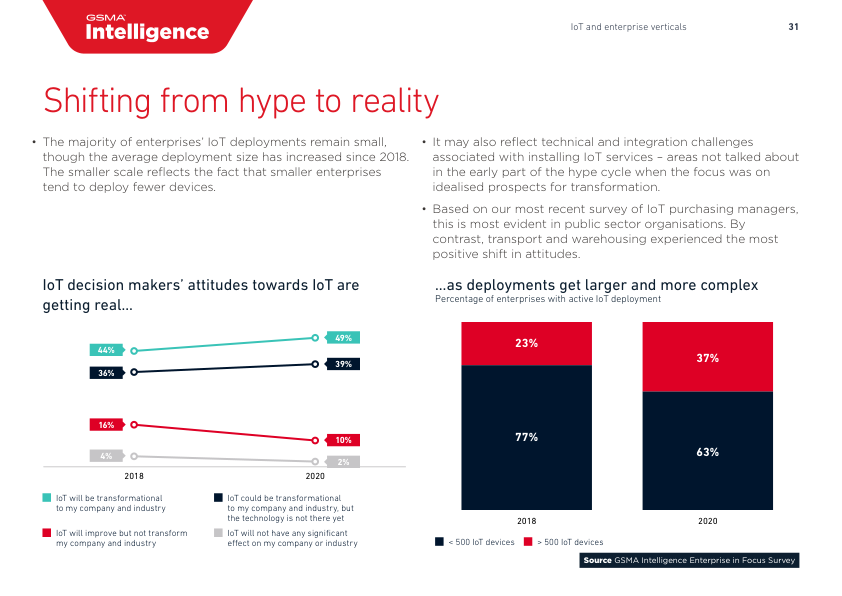 GSMA
Intelligence
IoT and enterprise verticals
31
Shifting from hype to reality
• The majority of enterprises' IoT deployments remain small,
though the average deployment size has increased since 2018.
The smaller scale reflects the fact that smaller enterprises
tend to deploy fewer devices.
• It may also reflect technical and integration challenges
associated with installing IoT services – areas not talked about
in the early part of the hype cycle when the focus was on
idealised prospects for transformation.
• Based on our most recent survey of IoT purchasing managers,
this is most evident in public sector organisations. By
contrast, transport and warehousing experienced the most
positive shift in attitudes.
IoT decision makers' attitudes towards IoT are
getting real...
44%
49%
36%
39%
16%
10%
4%
2%
2018
2020
IoT will be transformational
to my company and industry
IoT could be transformational
to my company and industry, but
the technology is not there yet
IoT will improve but not transform
my company and industry
IoT will not have any significant
effect on my company or industry
...as deployments get larger and more complex
Percentage of enterprises with active IoT deployment
23%
37%
77%
63%
2018
2020
< 500 IoT devices
> 500 IoT devices
Source GSMA Intelligence Enterprise in Focus Survey